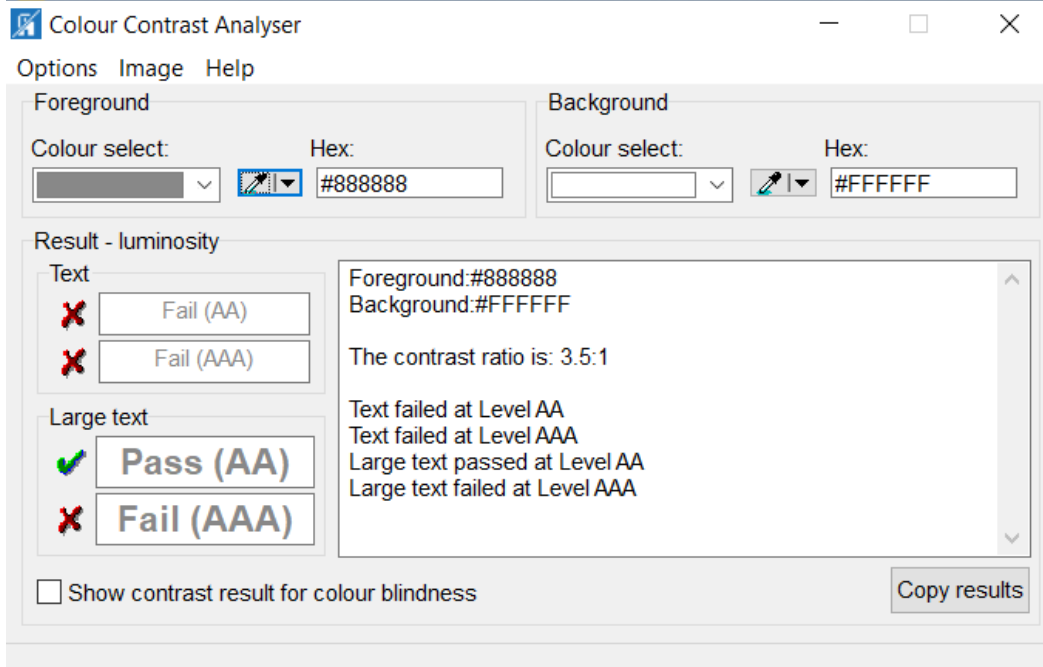 Colour Contrast Analyser
Options Image Help
Foreground
Colour select:
Hex:
#888888
Background
Colour select:
Hex:
#FFFFFF
Result - luminosity
Text
Fail (AA)
Fail (AAA)
Large text
Pass (AA)
Fail (AAA)
Foreground:#888888
Background:#FFFFFF
The contrast ratio is: 3.5:1
Text failed at Level AA
Text failed at Level AAA
Large text passed at Level AA
Large text failed at Level AAA
Show contrast result for colour blindness
Copy results